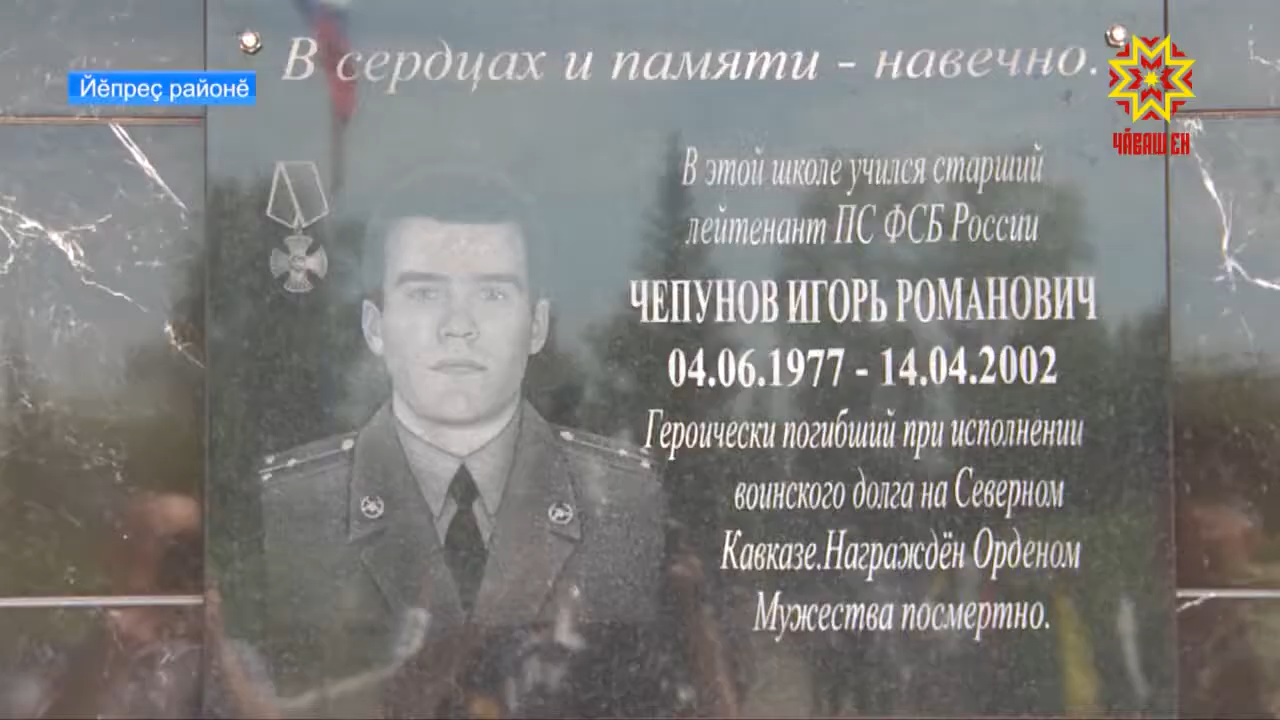 В сердцах и памяти - навечно.
Йӗпреҫ районӗ
ЧӐВАШ ЕН
В этой школе учился старший
лейтенант ПС ФСБ России
ЧЕПУНОВ ИГОРЬ РОМАНОВИЧ
04.06.1977 - 14.04.2002
Героически погибший при исполнении
воинского долга на Северном
Кавказе.Награждён Орденом
Мужества посмертно.